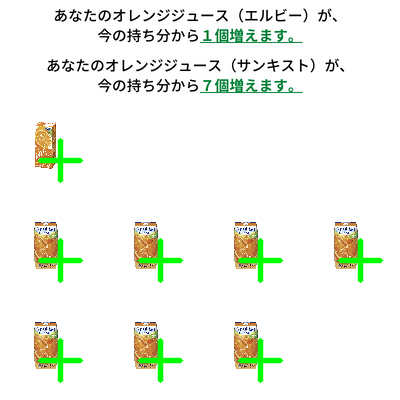 あなたのオレンジジュース（エルビー）が、
今の持ち分から１個増えます。
あなたのオレンジジュース（サンキスト）が、
今の持ち分から７個増えます。